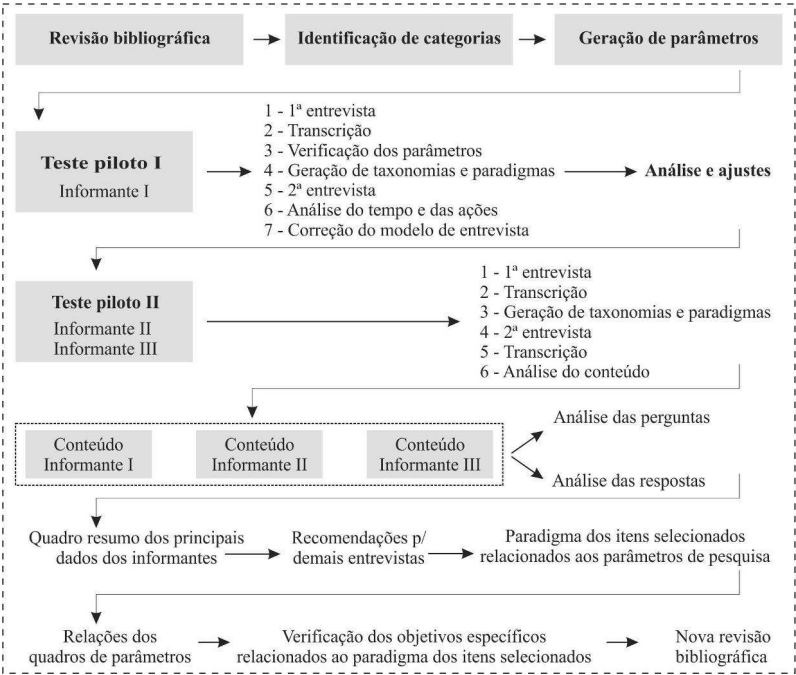 Revisão bibliográfica
Identificação de categorias
Geração de parâmetros
Teste piloto I
Informante I
1 - 1ª entrevista
2 - Transcrição
3 - Verificação dos parâmetros
4 - Geração de taxonomias e paradigmas
5 - 2ª entrevista
6 - Análise do tempo e das ações
7 - Correção do modelo de entrevista
Análise e ajustes
Teste piloto II
Informante II
Informante III
1 - 1ª entrevista
2 - Transcrição
3 - Geração de taxonomias e paradigmas
4 - 2ª entrevista
5 - Transcrição
6 - Análise do conteúdo
Conteúdo
Informante I
Conteúdo
Informante II
Conteúdo
Informante III
Análise das perguntas
Análise das respostas
Quadro resumo dos principais
dados dos informantes
Recomendações p/
demais entrevistas
Paradigma dos itens selecionados
relacionados aos parâmetros de pesquisa
Relações dos
quadros de parâmetros
Verificação dos objetivos específicos
relacionados ao paradigma dos itens selecionados
Nova revisão
bibliográfica